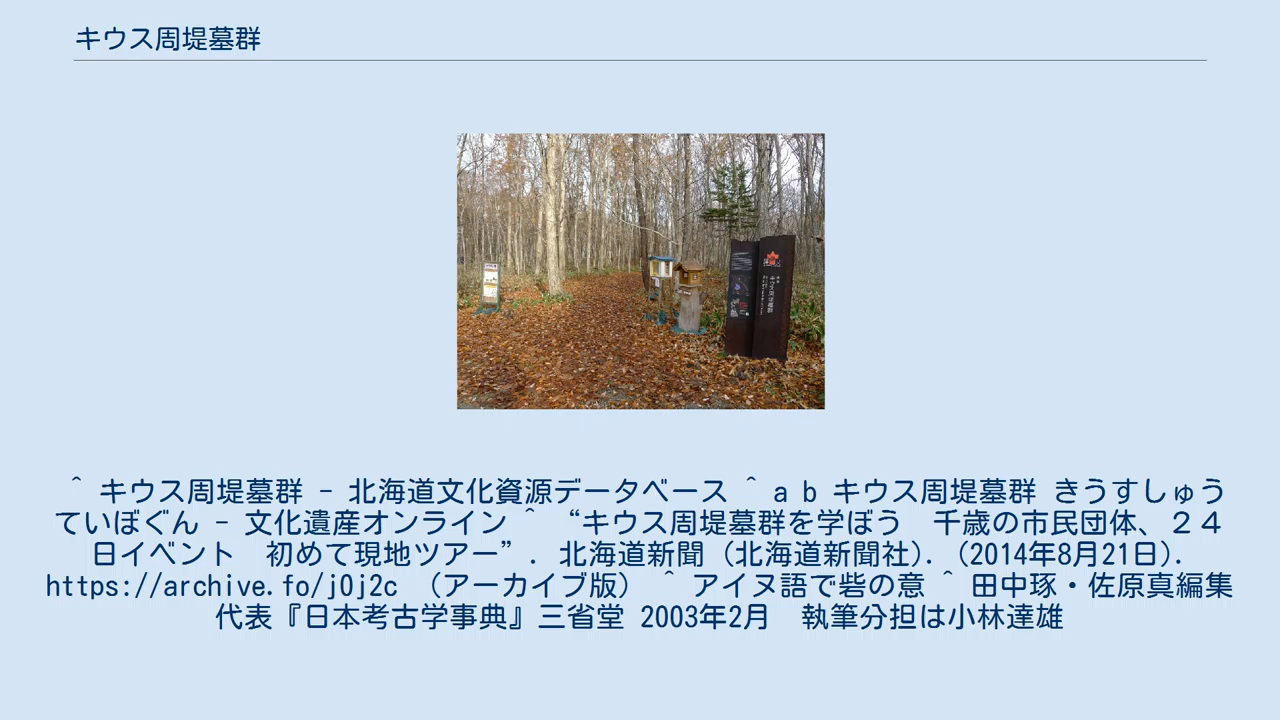 キウス周堤墓群
キウス周堤墓群
^ キウス周堤墓群 - 北海道文化資源データベース ^ a b キウス周堤墓群 きうすしゅう
ていぼぐん - 文化遺産オンライン ^ “キウス周堤墓群を学ぼう　千歳の市民団体、２４
日イベント　初めて現地ツアー”. 北海道新聞 (北海道新聞社). (2014年8月21日).
https://archive.fo/j0j2c （アーカイブ版） ^ アイヌ語で砦の意 ^ 田中琢・佐原真編集
代表『日本考古学事典』三省堂 2003年2月　執筆分担は小林達雄